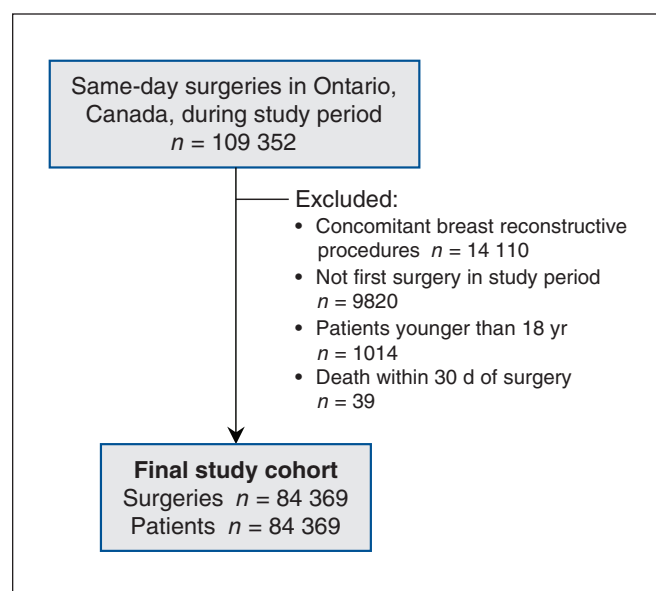 Same-day surgeries in Ontario,
Canada, during study period
n = 109 352
Excluded:
• Concomitant breast reconstructive
procedures n = 14 110
• Not first surgery in study period
n = 9820
• Patients younger than 18 yr
n = 1014
• Death within 30 d of surgery
n = 39
Final study cohort
Surgeries n = 84 369
Patients n = 84 369